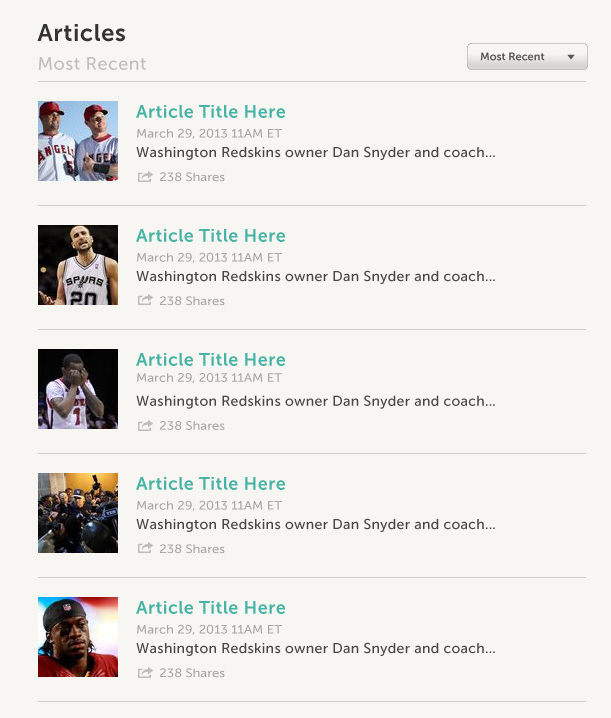 Articles
Most Recent
Most Recent
Article Title Here
March 29, 2013 11AM ET
Washington Redskins owner Dan Snyder and coach...
238 Shares
Article Title Here
March 29, 2013 11AM ET
Washington Redskins owner Dan Snyder and coach...
238 Shares
SPURS
20
Article Title Here
March 29, 2013 11AM ET
Washington Redskins owner Dan Snyder and coach...
238 Shares
1
Article Title Here
March 29, 2013 11AM ET
Washington Redskins owner Dan Snyder and coach...
238 Shares
Article Title Here
March 29, 2013 11AM ET
Washington Redskins owner Dan Snyder and coach...
238 Shares